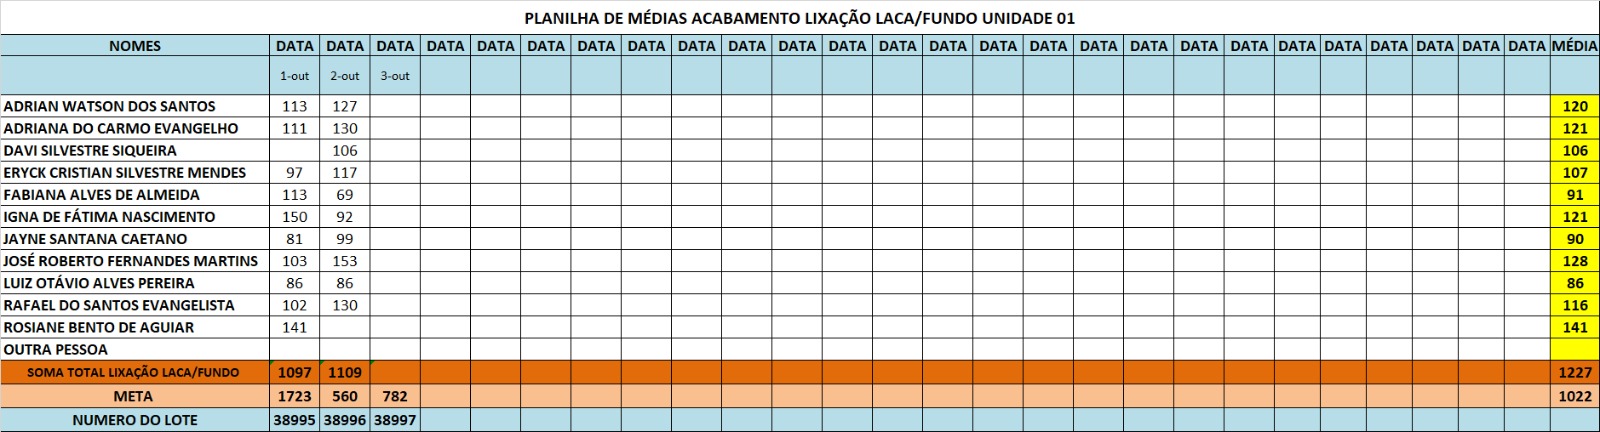 PLANILHA DE MÉDIAS ACABAMENTO LIXAÇÃO LACA/FUNDO UNIDADE 01
NOMES DATA DATA DATA DATA DATA DATA DATA DATA DATA DATA DATA DATA DATA DATA DATA DATA DATA DATA DATA DATA DATA DATA DATA DATA DATA DATA MÉDIA
1-out 2-out 3-out
ADRIAN WATSON DOS SANTOS 113 127 120
ADRIANA DO CARMO EVANGELHO 111 130 121
DAVI SILVESTRE SIQUEIRA 106 106
ERYCK CRISTIAN SILVESTRE MENDES 97 117 107
FABIANA ALVES DE ALMEIDA 113 69 91
IGNA DE FÁTIMA NASCIMENTO 150 92 121
JAYNE SANTANA CAETANO 81 99 90
JOSÉ ROBERTO FERNANDES MARTINS 103 153 128
LUIZ OTÁVIO ALVES PEREIRA 86 86 86
RAFAEL DO SANTOS EVANGELISTA 102 130 116
ROSIANE BENTO DE AGUIAR 141 141
OUTRA PESSOA
SOMA TOTAL LIXAÇÃO LACA/FUNDO 1097 1109 1227
META 1723 560 782 1022
NUMERO DO LOTE 38995 38996 38997